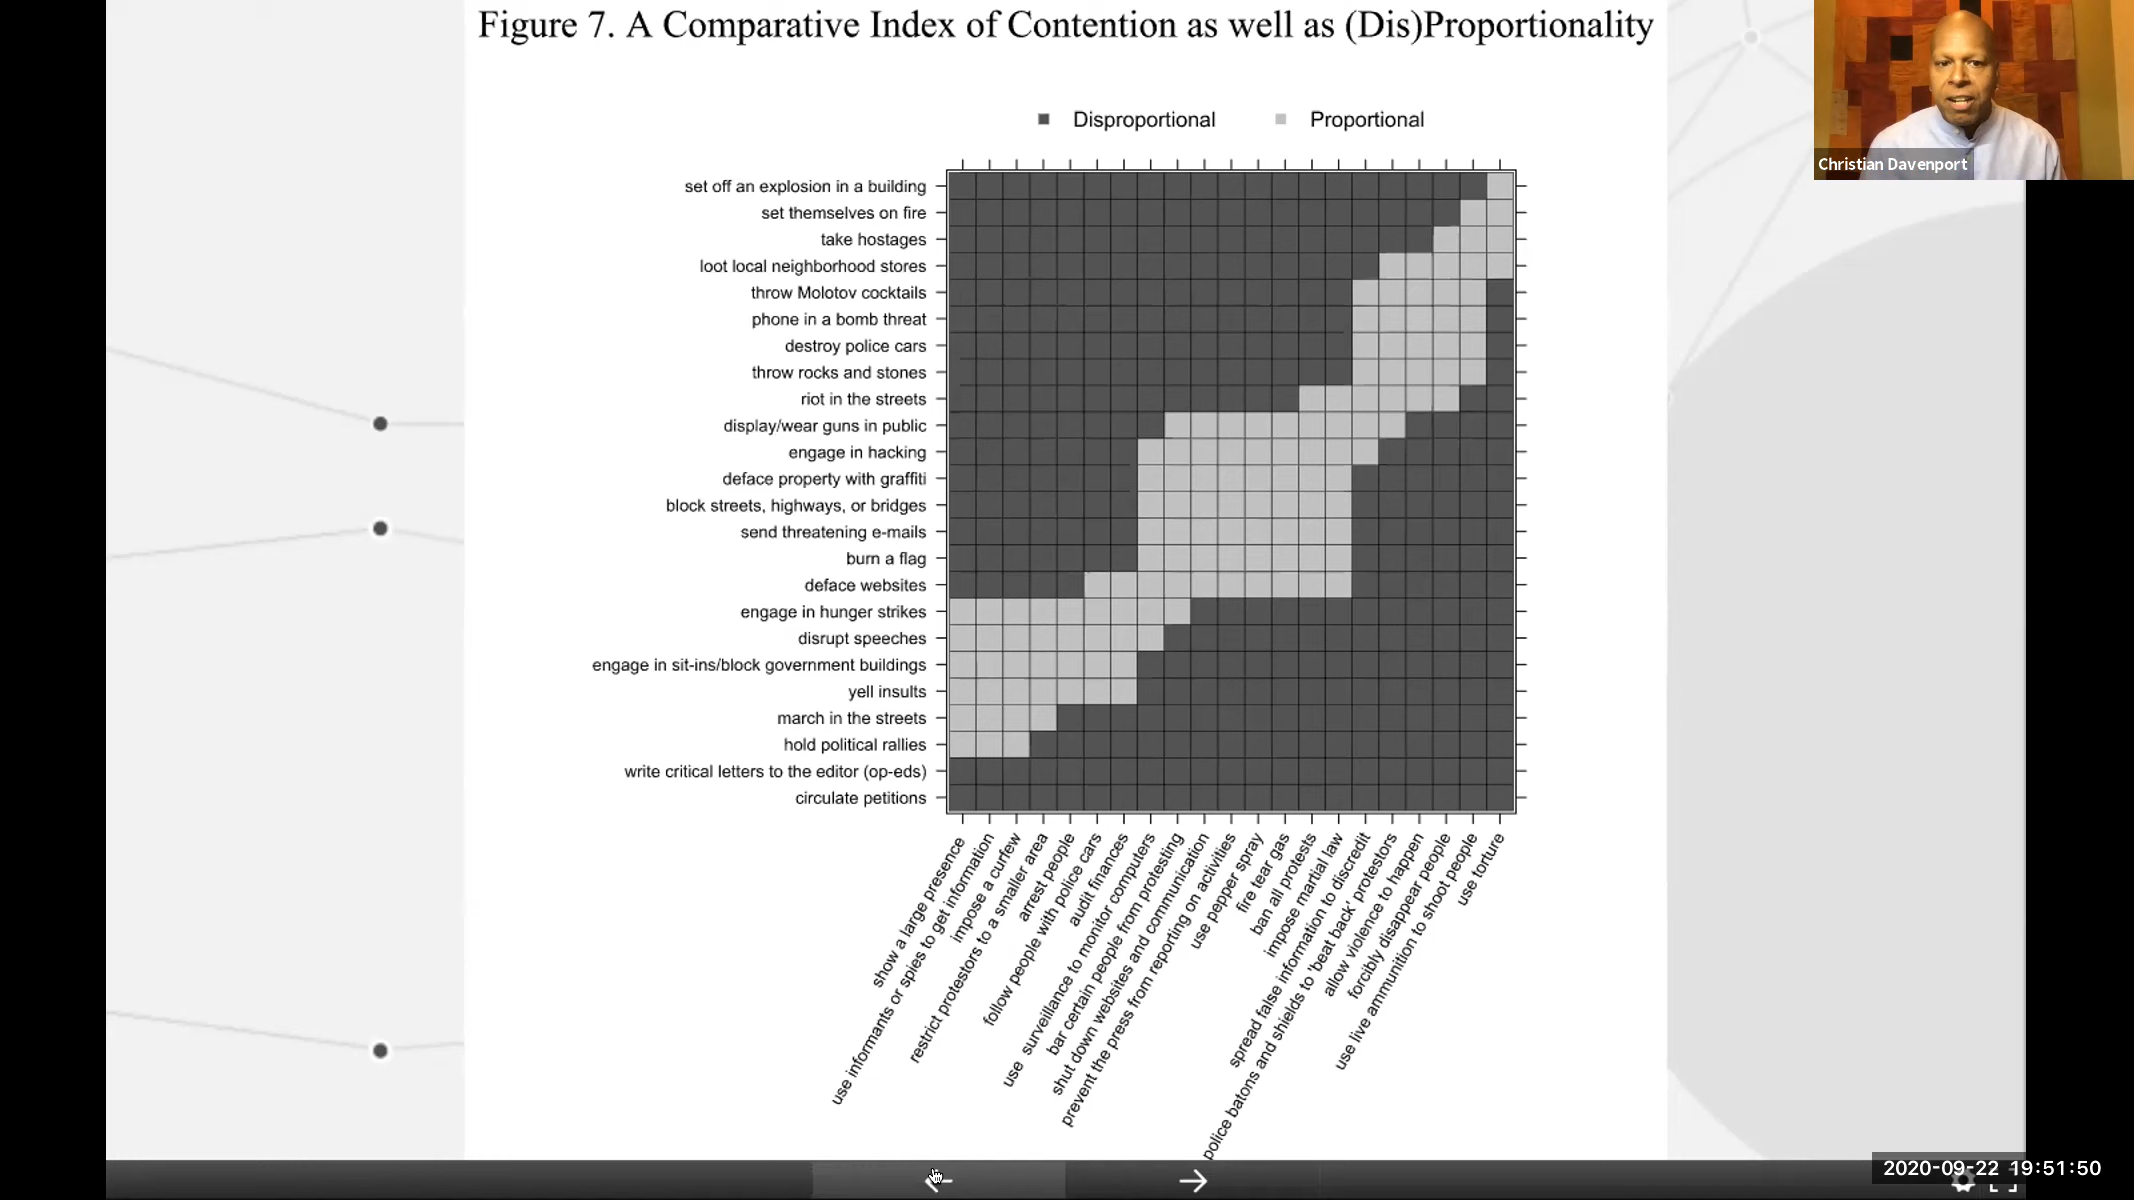 Figure 7. A Comparative Index of Contention as well as (Dis)Proportionality
Disproportional
Proportional
Christian Davenport
set off an explosion in a building
set themselves on fire
take hostages
loot local neighborhood stores
throw Molotov cocktails
phone in a bomb threat
destroy police cars
throw rocks and stones
riot in the streets
display/wear guns in public
engage in hacking
deface property with graffiti
block streets, highways, or bridges
send threatening e-mails
burn a flag
deface websites
engage in hunger strikes
disrupt speeches
engage in sit-ins/block government buildings
yell insults
march in the streets
hold political rallies
write critical letters to the editor (op-eds)
circulate petitions
show a large presence
use informants or spies to get information
impose a curfew
restrict protestors to a smaller area
arrest people
follow people with police cars
audit finances
use surveillance to monitor computers
bar certain people from protesting
shut down websites and communication
prevent the press from reporting on activities
use pepper spray
fire tear gas
ban all protests
impose martial law
spread false information to discredit
police batons and shields to 'beat back' protestors
allow violence to happen
forcibly disappear people
use live ammunition to shoot people
use torture
2020-09-22 19:51:50